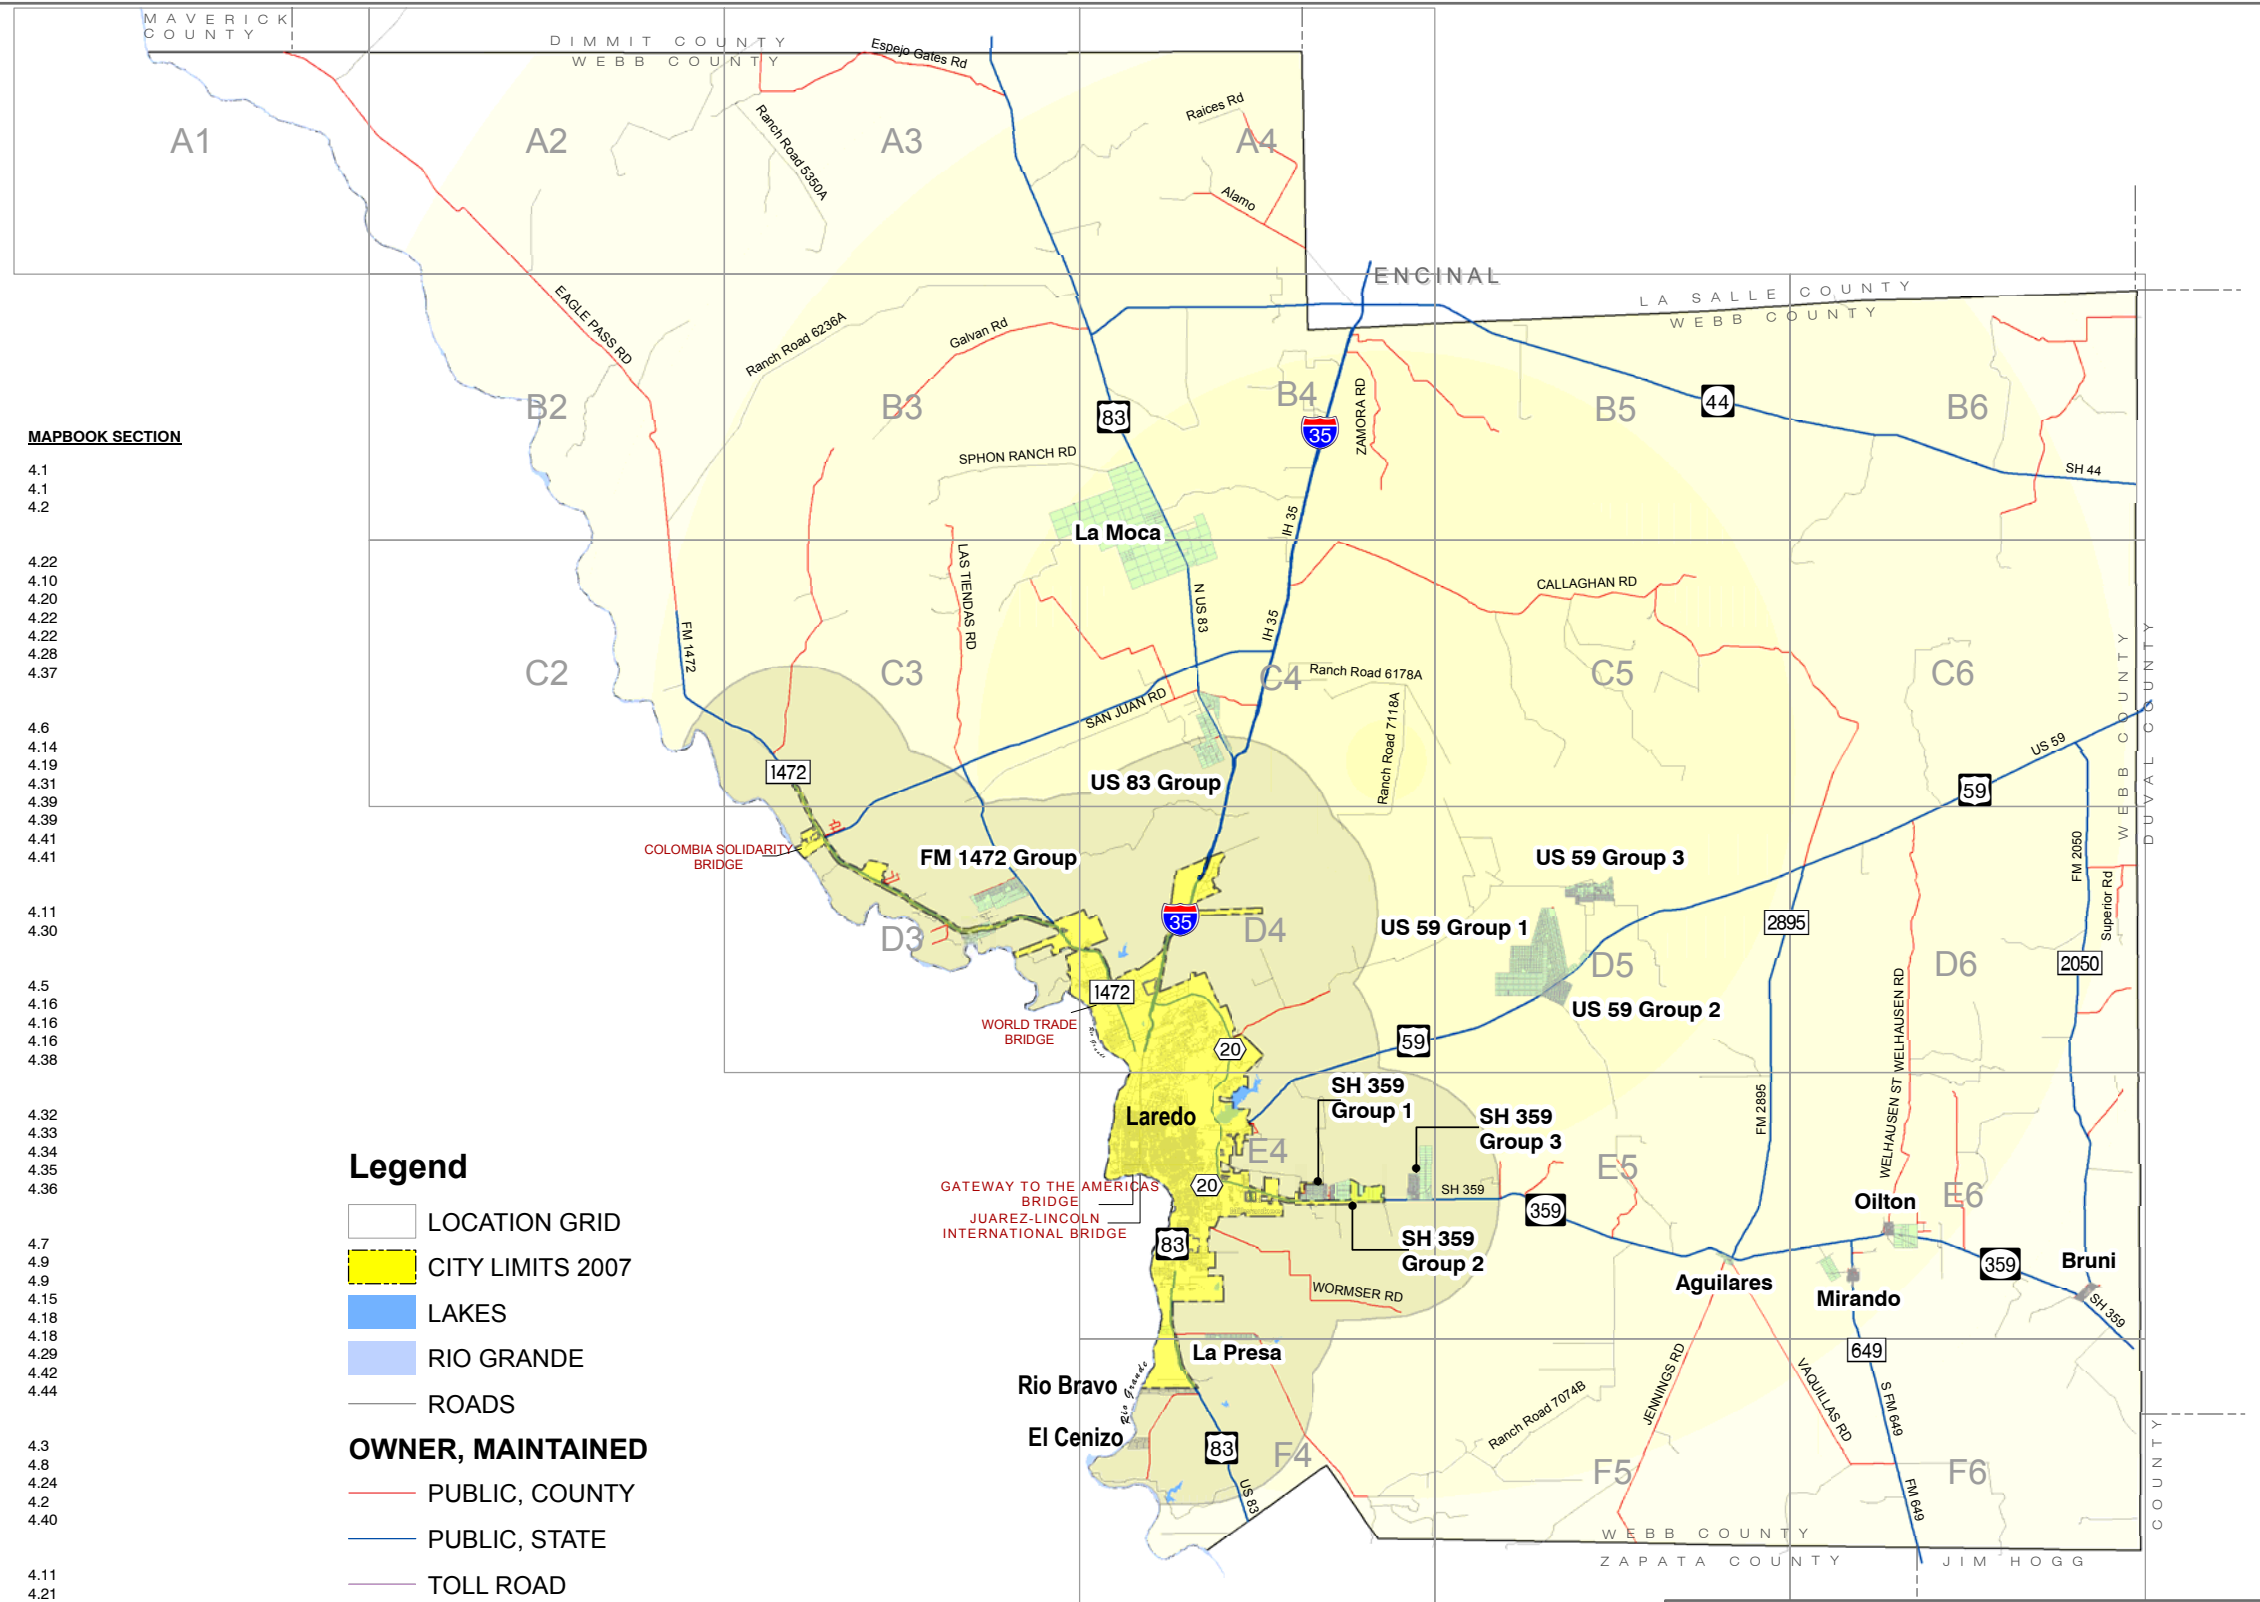 MAVERICK
COUNTY
DIMMIT COUNTY
WEBB COUNTY
Espejo Gates Rd
Raices Rd
Ranch Road 5350A
A1
A2
A3
A4
Alamo
ENCINAL
LA SALLE COUNTY
WEBB COUNTY
EAGLE PASS RD
Ranch Road 6236A
Galvan Rd
B2
B3
B4
B5
B6
83
35
44
ZAMORA RD
SPHON RANCH RD
SH 44
IH 35
La Moca
CALLAGHAN RD
LAS TIENDAS RD
N US 83
IH 35
FM 1472
C2
C3
C4
C5
C6
Ranch Road 6178A
Ranch Road 7118A
SAN JUAN RD
WEBB COUNTY
DUVAL COUNTY
US 59
1472
US 83 Group
59
COLOMBIA SOLIDARITY
BRIDGE
FM 1472 Group
US 59 Group 3
FM 2050
Superior Rd
35
US 59 Group 1
2895
D3
D4
D5
D6
2050
1472
US 59 Group 2
WELHAUSEN ST WELHAUSEN RD
WORLD TRADE
BRIDGE
Rio Grande
20
59
SH 359
Group 1
SH 359
Group 3
FM 2895
Laredo
E4
E5
E6
20
SH 359
359
Oilton
GATEWAY TO THE AMERICAS
BRIDGE
JUAREZ-LINCOLN
INTERNATIONAL BRIDGE
83
SH 359
Group 2
359
Bruni
Aguilares
Mirando
WORMSER RD
SH 359
La Presa
649
Rio Bravo
Rio Grande
El Cenizo
83
US 83
JENNINGS RD
VAQUILLAS RD
S FM 649
FM 649
Ranch Road 7074B
F4
F5
F6
WEBB COUNTY
ZAPATA COUNTY
JIM HOGG
COUNTY
MAPBOOK SECTION
4.1
4.1
4.2
4.22
4.10
4.20
4.22
4.22
4.28
4.37
4.6
4.14
4.19
4.31
4.39
4.39
4.41
4.41
4.11
4.30
4.5
4.16
4.16
4.16
4.38
4.32
4.33
4.34
4.35
4.36
4.7
4.9
4.9
4.15
4.18
4.18
4.29
4.42
4.44
4.3
4.8
4.24
4.2
4.40
4.11
4.21
Legend
LOCATION GRID
CITY LIMITS 2007
LAKES
RIO GRANDE
ROADS
OWNER, MAINTAINED
PUBLIC, COUNTY
PUBLIC, STATE
TOLL ROAD